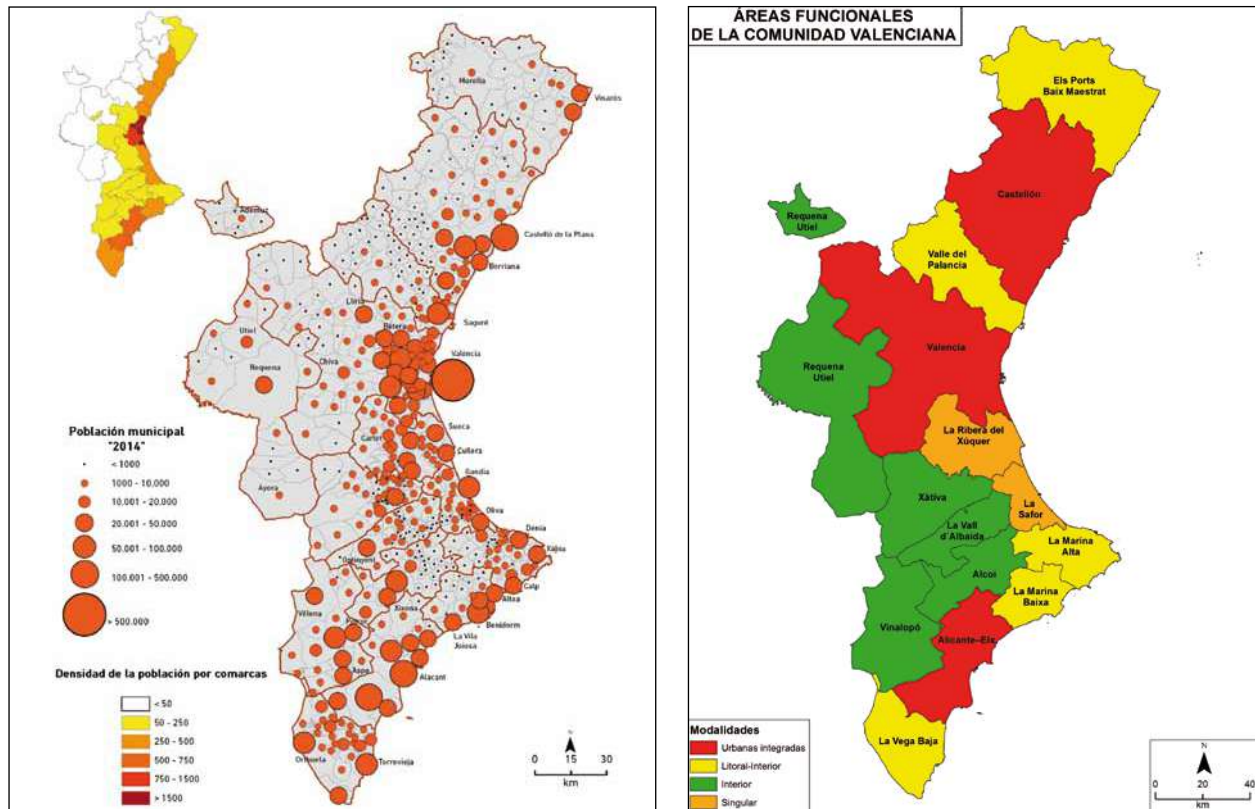 Morella
Vinaròs
Ademuz
Castelló de la Plana
Borriana
Llíria
Sagunt
Utiel
Bétera
Chiva
Valencia
Requena
Sueca
Carlet
Cullera
Gandia
Ayora
Oliva
Dénia
Xàbia
Ontinyent
Calp
Villena
Xixona
Altea
Benidorm
La Vila
Joiosa
Aspe
Alacant
Orihuela
Torrevieja
Población municipal
"2014"
< 1000
1000 - 10.000
10.001 - 20.000
20.001 - 50.000
50.001 - 100.000
100.001 - 500.000
> 500.000
Densidad de la población por comarcas
< 50
50 - 250
250 - 500
500 - 750
750 - 1500
> 1500
N
0 15 30
km
ÁREAS FUNCIONALES
DE LA COMUNIDAD VALENCIANA
Els Ports
Baix Maestrat
Castellón
Requena
Utiel
Valle del
Palancia
Valencia
Requena
Utiel
La Ribera del
Xúquer
Xàtiva
La
Safor
La Vall
d´Albaida
La Marina
Alta
Alcoi
La Marina
Baixa
Vinalopó
Alicante–Elx
La Vega Baja
Modalidades
Urbanas integradas
Litoral-Interior
Interior
Singular
N
0 20 40
km